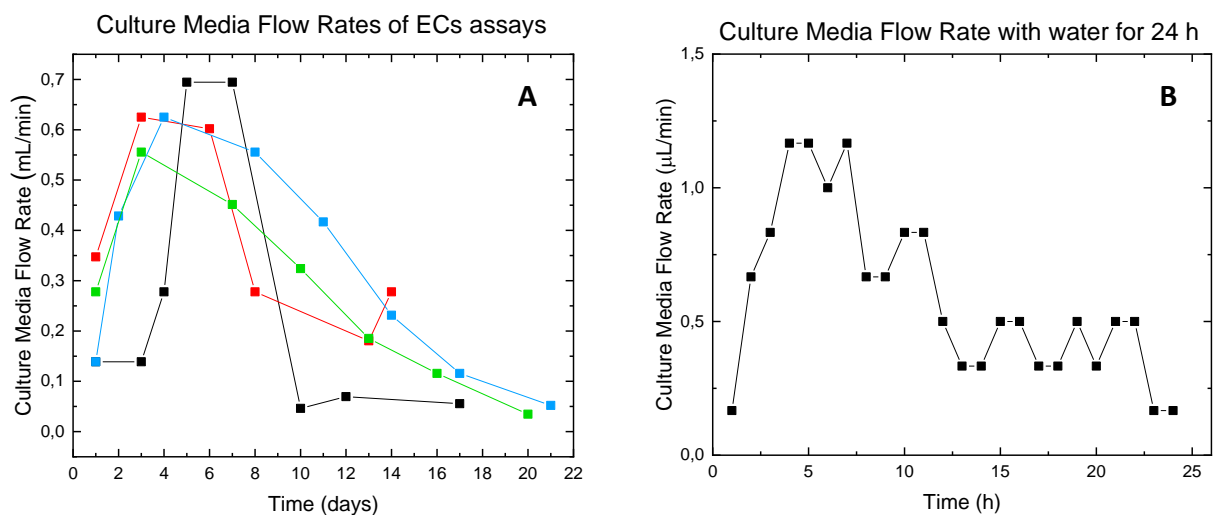 Culture Media Flow Rates of ECs assays
A
Culture Media Flow Rate (mL/min)
0,7
0,6
0,5
0,4
0,3
0,2
0,1
0,0
0 2 4 6 8 10 12 14 16 18 20 22
Time (days)
Culture Media Flow Rate with water for 24 h
B
Culture Media Flow Rate (μL/min)
1,5
1,0
0,5
0,0
0 5 10 15 20 25
Time (h)